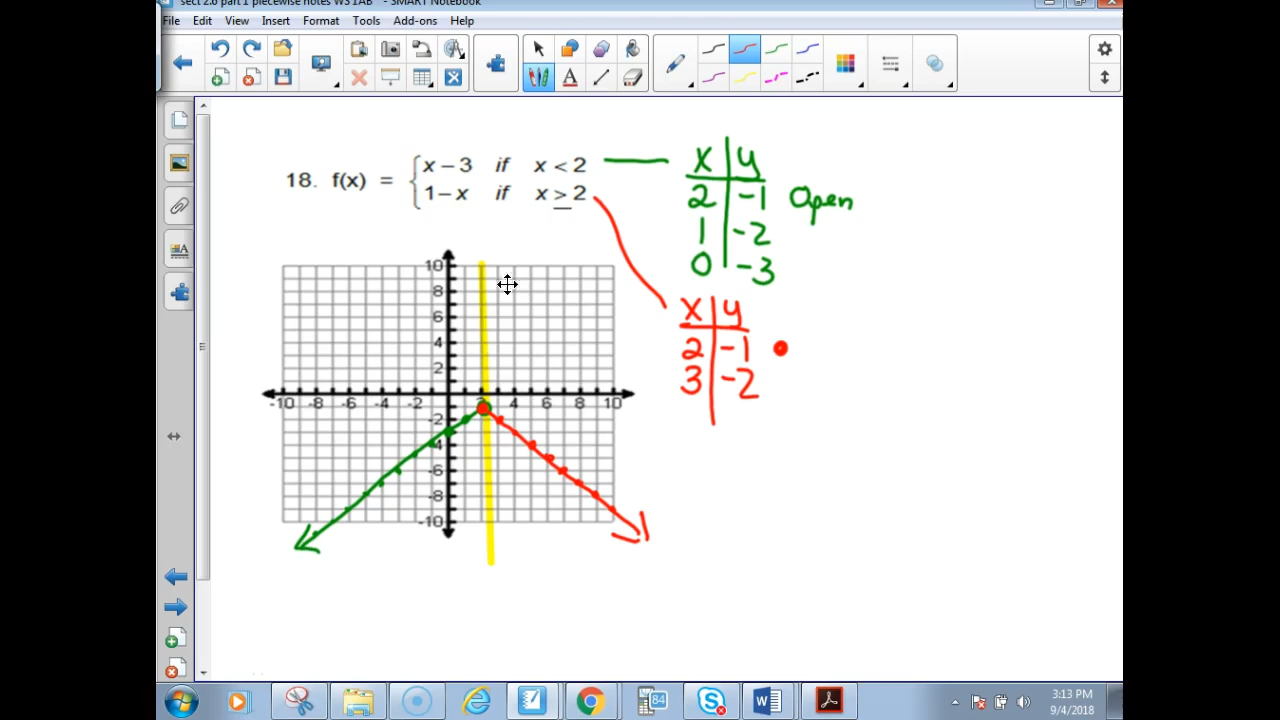 sect 2.6 part 1 piecewise notes WS TAB - SMART Notebook
File Edit View Insert Format Tools Add-ons Help
18. f(x) = { x − 3 if x < 2
1 − x if x ≥ 2
x y
2 -1 Open
1 -2
0 -3
x y
2 -1
3 -2
10
8
6
4
2
-10 -8 -6 -4 -2 2 4 6 8 10
-2
-4
-6
-8
-10
84
3:13 PM
9/4/2018